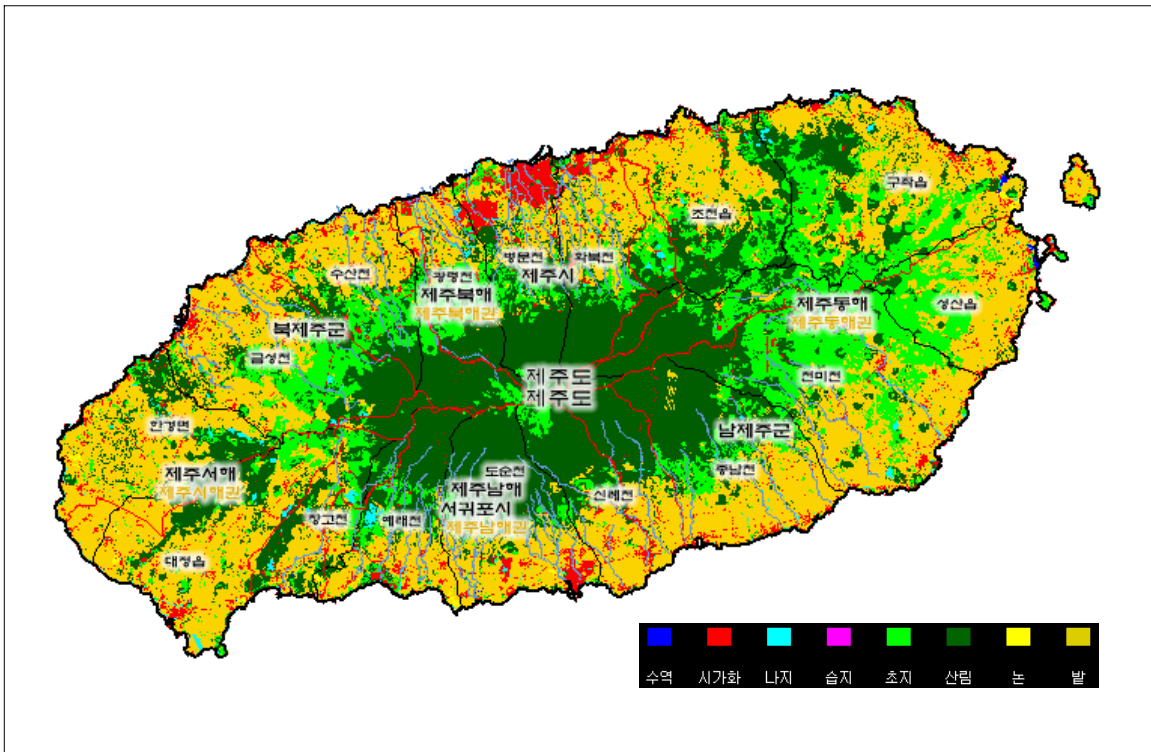 구좌읍
조천읍
병문천
화북천
수산천
광령천
제주시
제주북해
제주북해권
제주동해
제주동해권
성산읍
북제주군
금성천
제주도
제주도
천미천
한경면
남제주군
제주서해
제주서해권
도순천
중남천
제주남해
서귀포시
제주남해권
신례천
창고천
예래천
대정읍
수역 시가화 나지 습지 초지 산림 논 밭